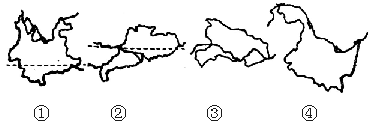 ① ② ③ ④